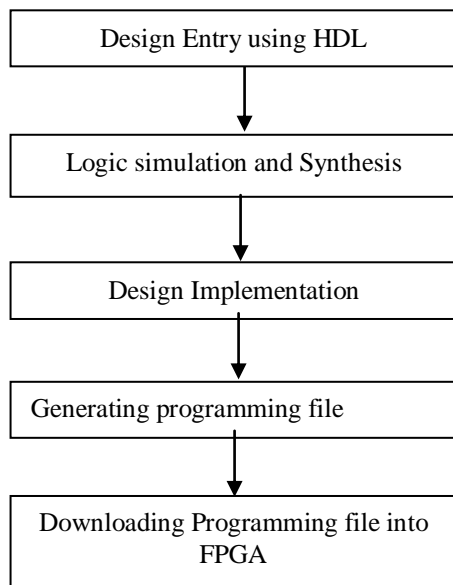 Design Entry using HDL
Logic simulation and Synthesis
Design Implementation
Generating programming file
Downloading Programming file into
FPGA